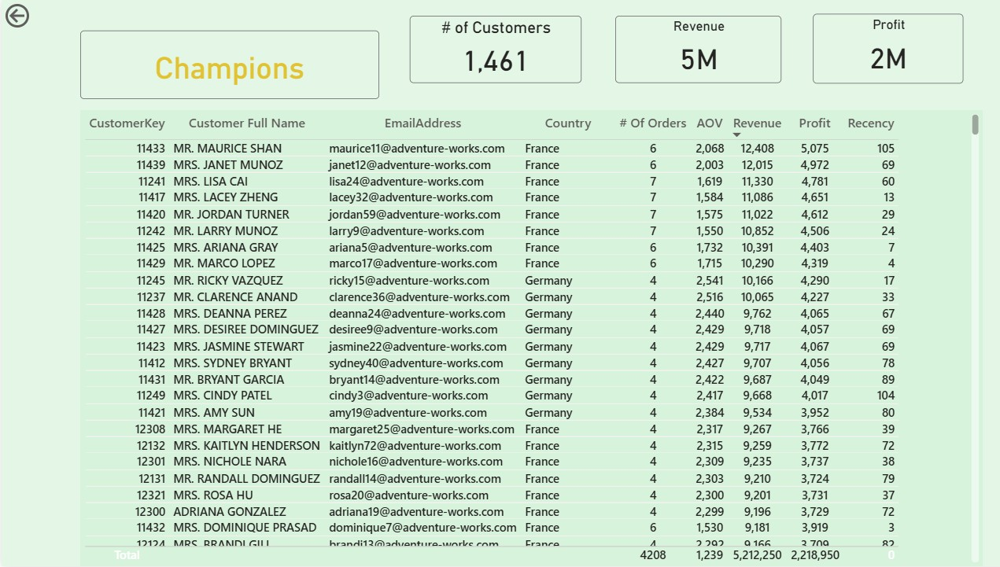 Champions
# of Customers
1,461
Revenue
5M
Profit
2M
CustomerKey Customer Full Name EmailAddress Country # Of Orders AOV Revenue Profit Recency
11433 MR. MAURICE SHAN maurice11@adventure-works.com France 6 2,068 12,408 5,075 105
11439 MRS. JANET MUNOZ janet12@adventure-works.com France 6 2,003 12,015 4,972 69
11241 MRS. LISA CAI lisa24@adventure-works.com France 7 1,619 11,330 4,781 60
11417 MRS. LACEY ZHENG lacey32@adventure-works.com France 7 1,584 11,086 4,651 13
11420 MR. JORDAN TURNER jordan59@adventure-works.com France 7 1,575 11,022 4,612 29
11242 MR. LARRY MUNOZ larry9@adventure-works.com France 7 1,550 10,852 4,506 24
11425 MRS. ARIANA GRAY ariana5@adventure-works.com France 6 1,732 10,391 4,403 7
11429 MR. MARCO LOPEZ marco17@adventure-works.com France 6 1,715 10,290 4,319 4
11245 MR. RICKY VAZQUEZ ricky15@adventure-works.com Germany 4 2,541 10,166 4,290 17
11237 MR. CLARENCE ANAND clarence36@adventure-works.com Germany 4 2,516 10,065 4,227 33
11428 MRS. DEANNA PEREZ deanna24@adventure-works.com Germany 4 2,440 9,762 4,065 67
11427 MRS. DESIREE DOMINGUEZ desiree9@adventure-works.com Germany 4 2,429 9,718 4,057 69
11423 MRS. JASMINE STEWART jasmine22@adventure-works.com Germany 4 2,429 9,717 4,067 69
11412 MRS. SYDNEY BRYANT sydney40@adventure-works.com Germany 4 2,427 9,707 4,056 78
11431 MR. BRYANT GARCIA bryant14@adventure-works.com Germany 4 2,422 9,687 4,049 89
11249 MRS. CINDY PATEL cindy3@adventure-works.com Germany 4 2,417 9,668 4,017 104
11421 MRS. AMY SUN amy19@adventure-works.com Germany 4 2,384 9,534 3,952 80
12308 MRS. MARGARET HE margaret25@adventure-works.com France 4 2,317 9,267 3,766 39
12132 MRS. KAITLYN HENDERSON kaitlyn72@adventure-works.com France 4 2,315 9,259 3,772 72
12301 MRS. NICHOLE NARA nichole16@adventure-works.com France 4 2,309 9,235 3,737 38
12131 MR. RANDALL DOMINGUEZ randall14@adventure-works.com France 4 2,303 9,210 3,724 79
12321 MRS. ROSA HU rosa20@adventure-works.com France 4 2,300 9,201 3,731 37
12300 ADRIANA GONZALEZ adriana19@adventure-works.com France 4 2,299 9,196 3,729 72
11432 MRS. DOMINIQUE PRASAD dominique7@adventure-works.com France 6 1,530 9,181 3,919 3
12124 MRS. BRANDI GILL brandi13@adventure-works.com France 4 2,292 9,166 3,709 82
Total 4208 1,239 5,212,250 2,218,950 0